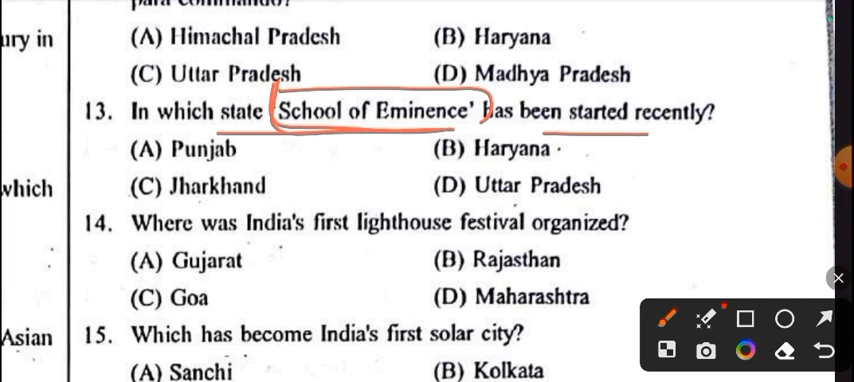 para commando?
ury in
(A) Himachal Pradesh (B) Haryana
(C) Uttar Pradesh (D) Madhya Pradesh
13. In which state 'School of Eminence' has been started recently?
(A) Punjab (B) Haryana
which
(C) Jharkhand (D) Uttar Pradesh
14. Where was India's first lighthouse festival organized?
(A) Gujarat (B) Rajasthan
(C) Goa (D) Maharashtra
Asian
15. Which has become India's first solar city?
(A) Sanchi (B) Kolkata